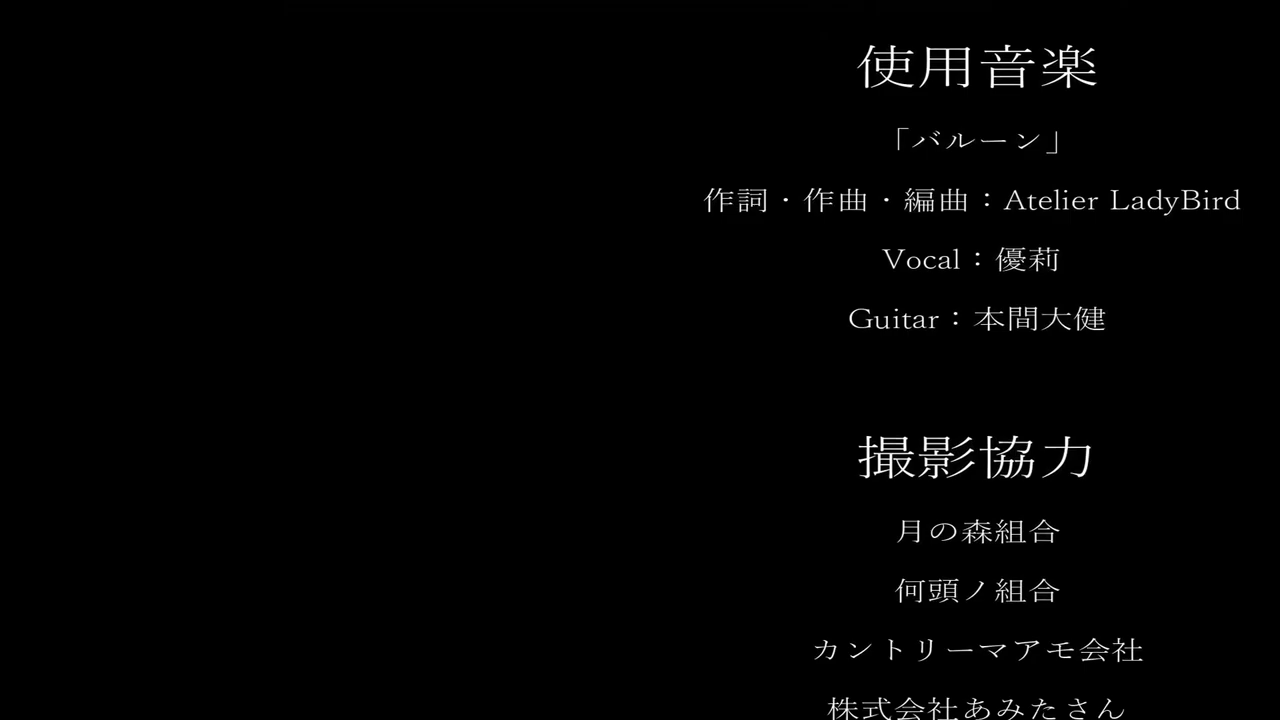 使用音楽
「バルーン」
作詞・作曲・編曲：Atelier LadyBird
Vocal：優莉
Guitar：本間大健
撮影協力
月の森組合
何頭ノ組合
カントリーマアモ会社
株式会社あみたさん